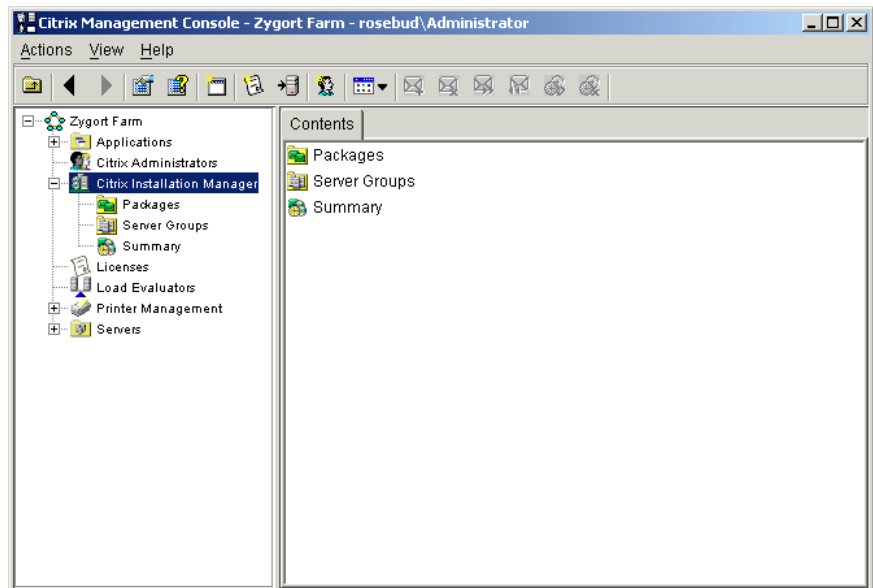 Citrix Management Console - Zygort Farm - rosebud\Administrator
Actions View Help
Zygort Farm
Applications
Citrix Administrators
Citrix Installation Manager
Packages
Server Groups
Summary
Licenses
Load Evaluators
Printer Management
Servers
Contents
Packages
Server Groups
Summary